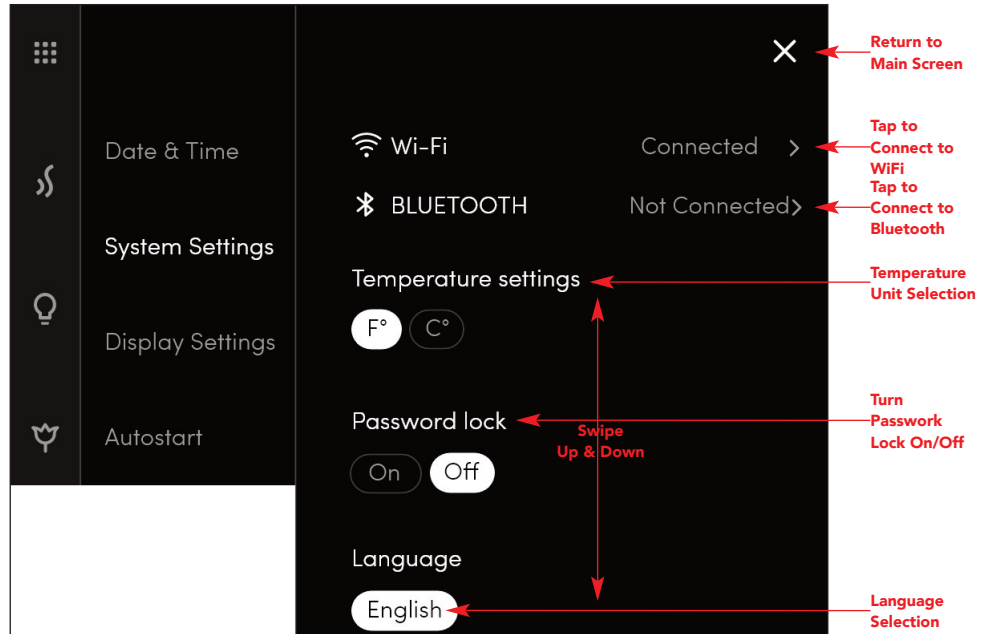 Return to
Main Screen
Date & Time
System Settings
Display Settings
Autostart
Wi-Fi
Connected
Tap to
Connect to
WiFi
BLUETOOTH
Not Connected
Tap to
Connect to
Bluetooth
Temperature settings
Temperature
Unit Selection
F° C°
Password lock
Turn
Passwork
Lock On/Off
Swipe
Up & Down
On Off
Language
English
Language
Selection